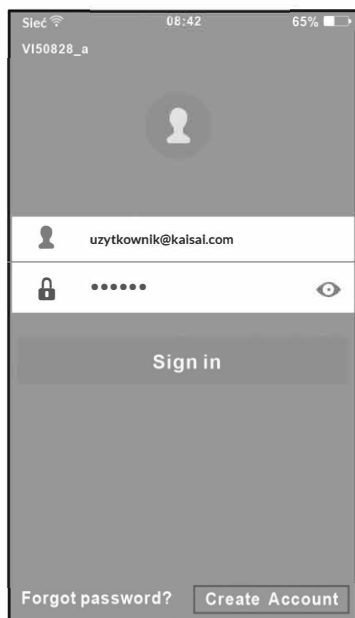 Sieć 08:42 65%
VI50828_a
uzytkownik@kaisai.com
••••••
Sign in
Forgot password? Create Account